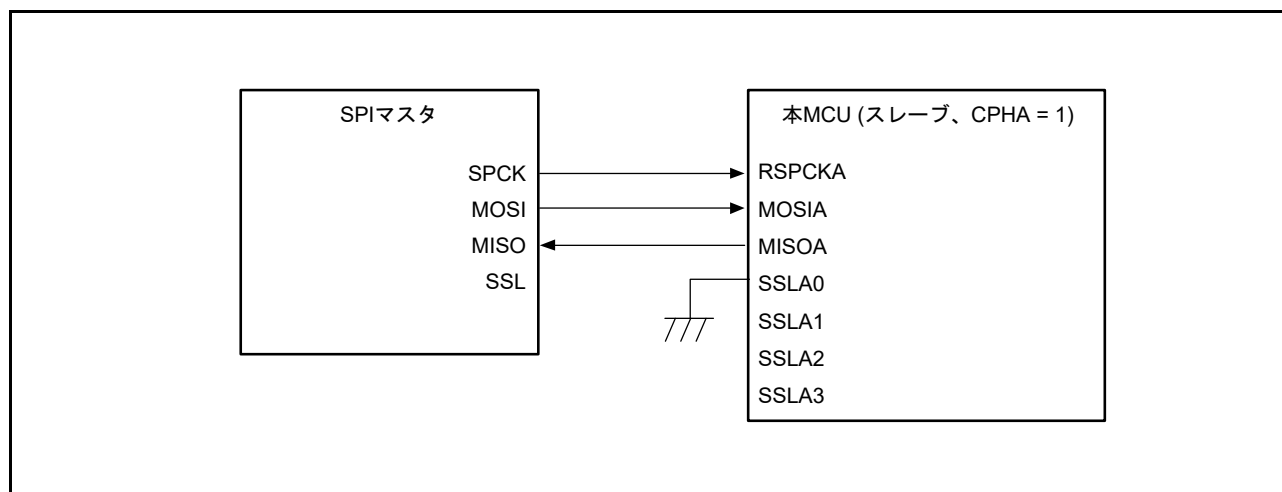 SPIマスタ
SPCK
MOSI
MISO
SSL
本MCU (スレーブ、CPHA = 1)
RSPCKA
MOSIA
MISOA
SSLA0
SSLA1
SSLA2
SSLA3